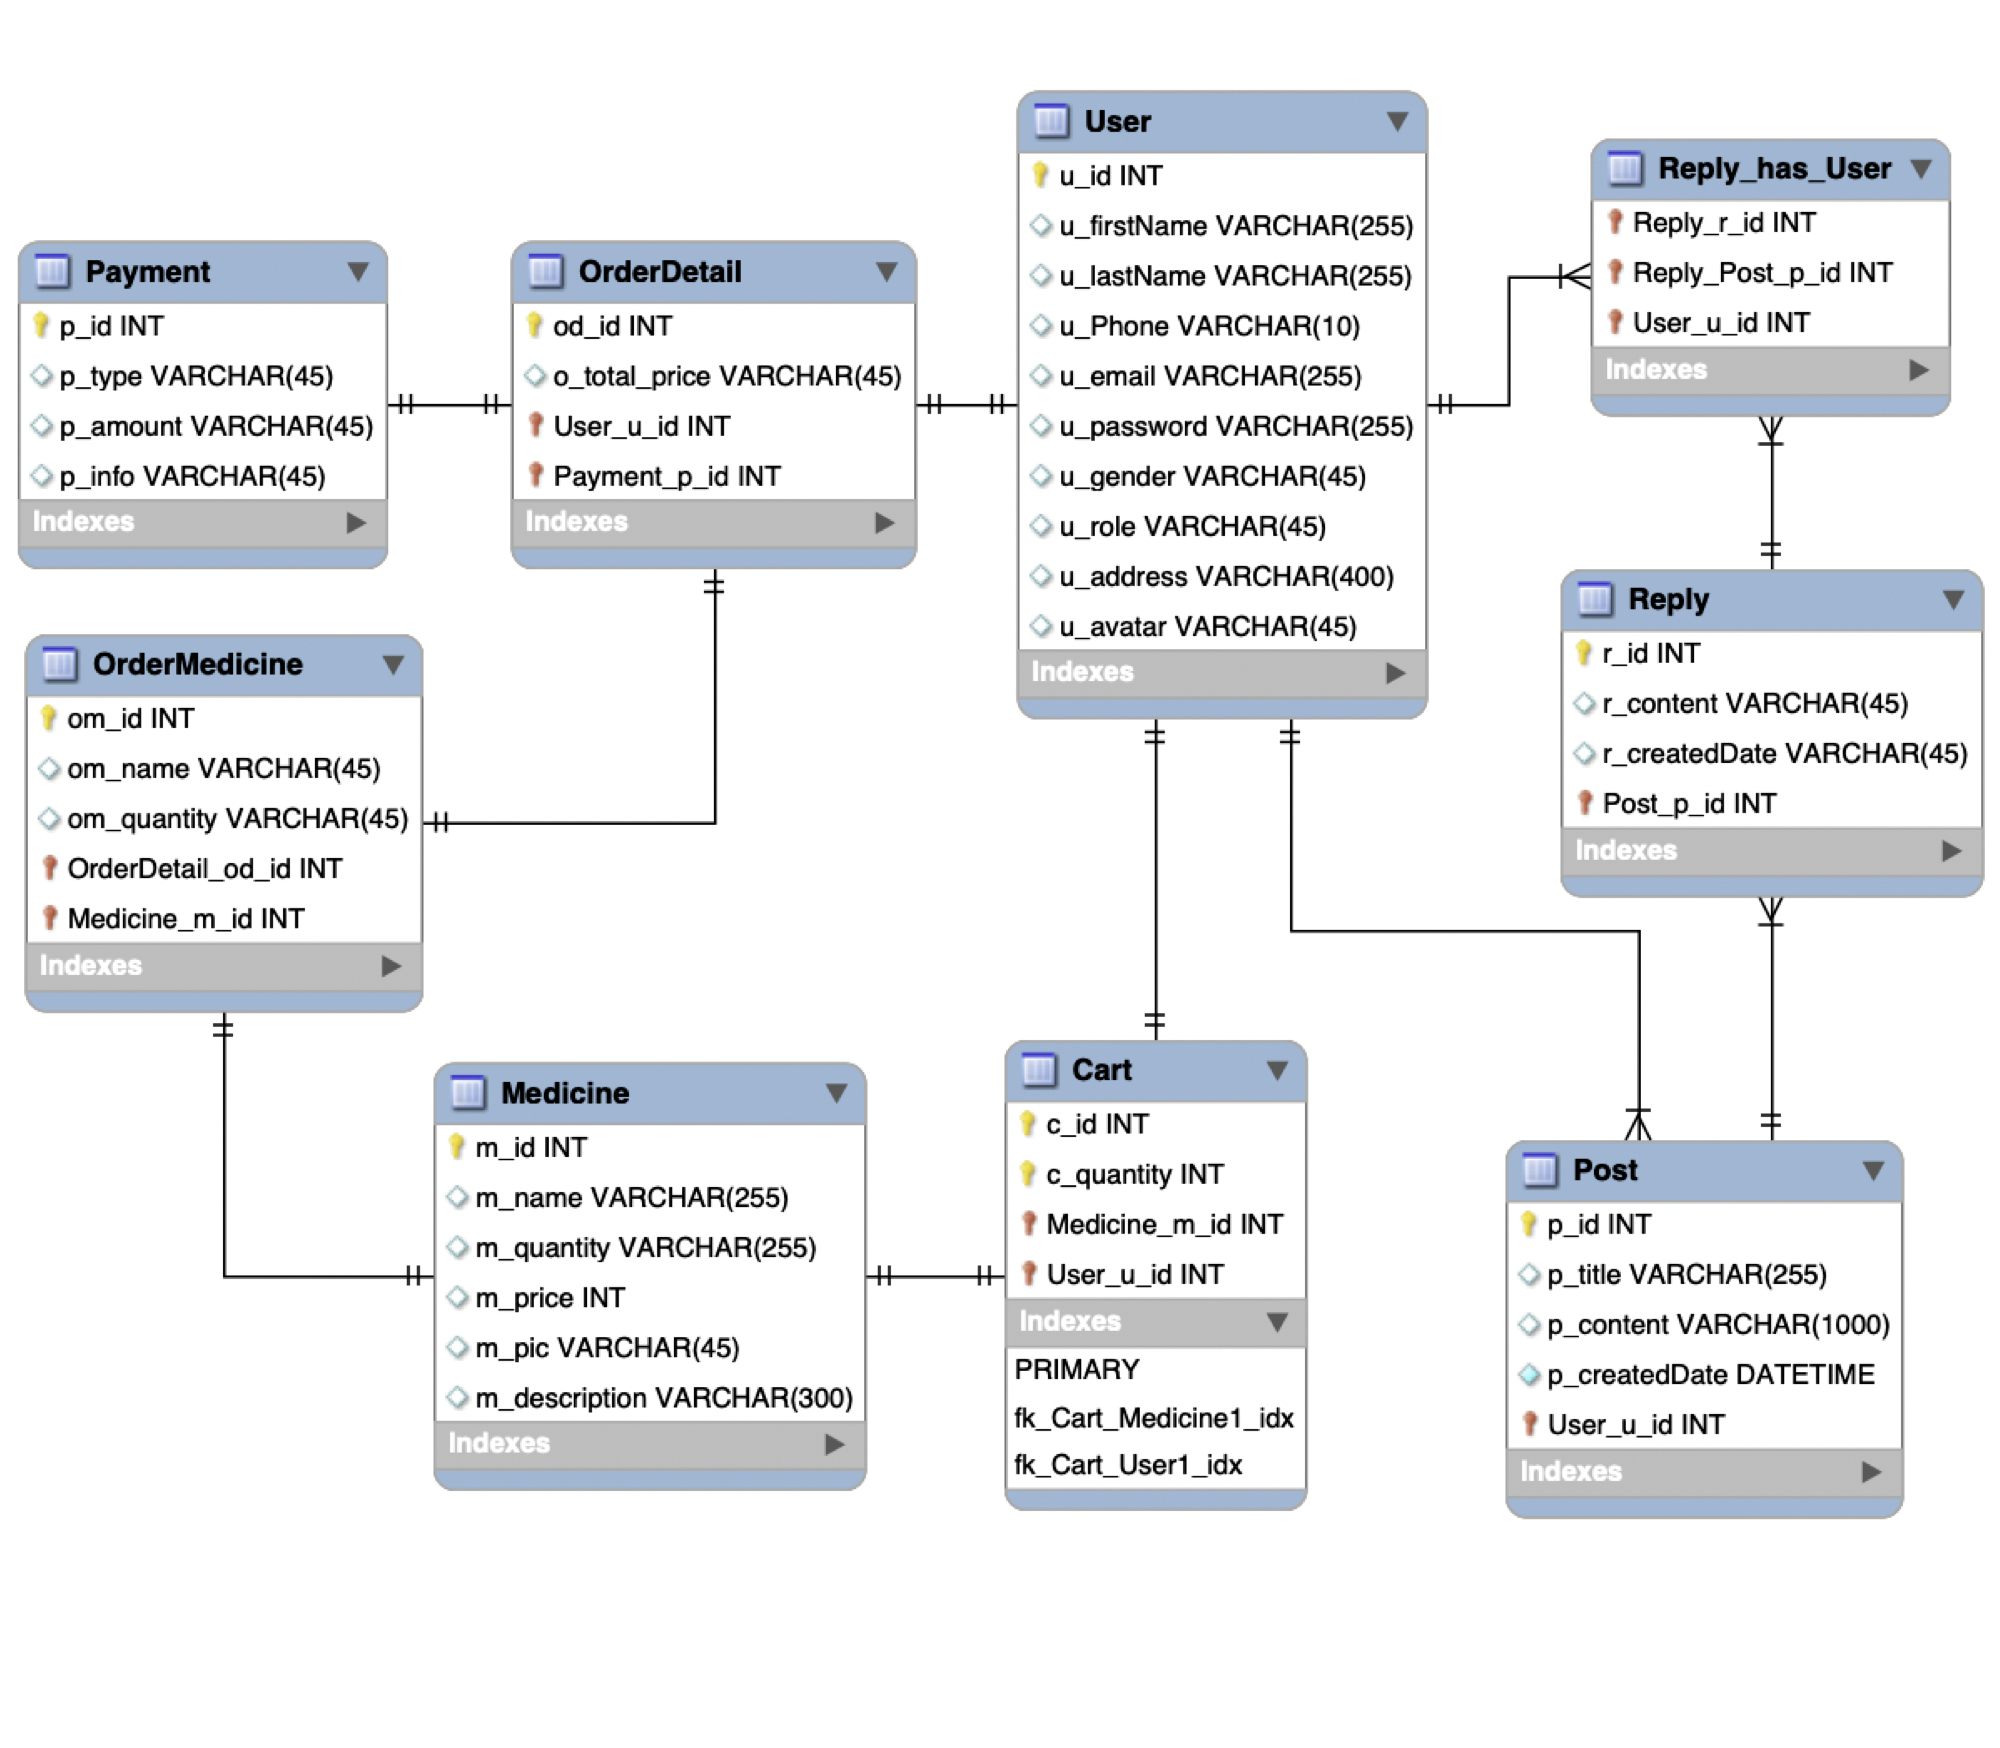 User
u_id INT
u_firstName VARCHAR(255)
u_lastName VARCHAR(255)
u_Phone VARCHAR(10)
u_email VARCHAR(255)
u_password VARCHAR(255)
u_gender VARCHAR(45)
u_role VARCHAR(45)
u_address VARCHAR(400)
u_avatar VARCHAR(45)
Indexes
Reply_has_User
Reply_r_id INT
Reply_Post_p_id INT
User_u_id INT
Indexes
Payment
p_id INT
p_type VARCHAR(45)
p_amount VARCHAR(45)
p_info VARCHAR(45)
Indexes
OrderDetail
od_id INT
o_total_price VARCHAR(45)
User_u_id INT
Payment_p_id INT
Indexes
Reply
r_id INT
r_content VARCHAR(45)
r_createdDate VARCHAR(45)
Post_p_id INT
Indexes
OrderMedicine
om_id INT
om_name VARCHAR(45)
om_quantity VARCHAR(45)
OrderDetail_od_id INT
Medicine_m_id INT
Indexes
Medicine
m_id INT
m_name VARCHAR(255)
m_quantity VARCHAR(255)
m_price INT
m_pic VARCHAR(45)
m_description VARCHAR(300)
Indexes
Cart
c_id INT
c_quantity INT
Medicine_m_id INT
User_u_id INT
Indexes
PRIMARY
fk_Cart_Medicine1_idx
fk_Cart_User1_idx
Post
p_id INT
p_title VARCHAR(255)
p_content VARCHAR(1000)
p_createdDate DATETIME
User_u_id INT
Indexes